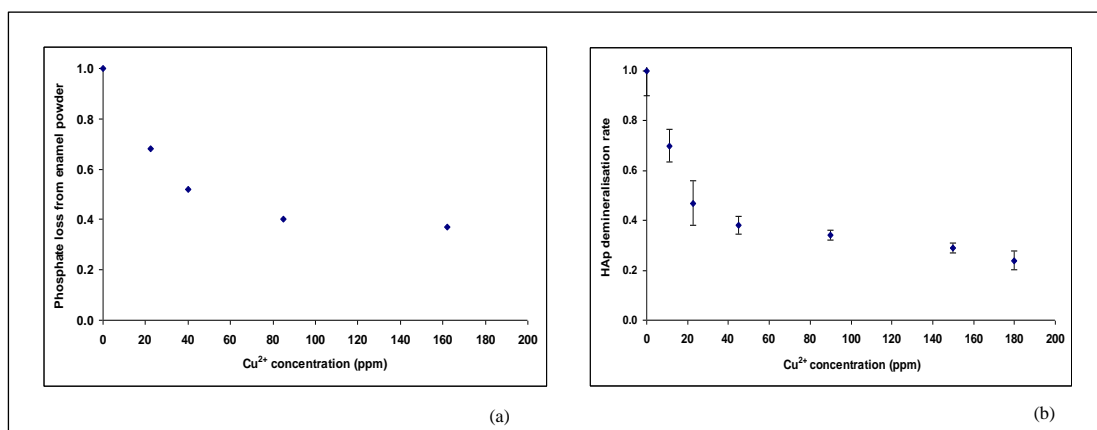 Phosphate loss from enamel powder
1.0
0.8
0.6
0.4
0.2
0.0
0 20 40 60 80 100 120 140 160 180 200
Cu²⁺ concentration (ppm)
(a)
HAp demineralisation rate
1.0
0.8
0.6
0.4
0.2
0.0
0 20 40 60 80 100 120 140 160 180 200
Cu²⁺ concentration (ppm)
(b)